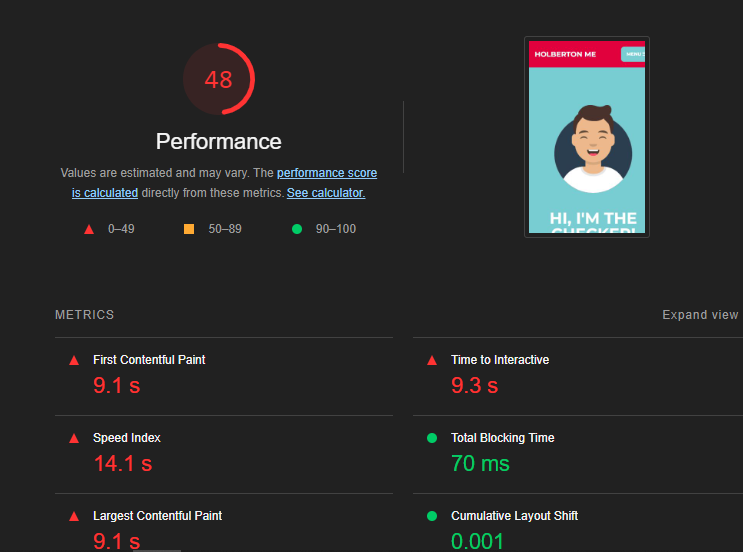 48
Performance
Values are estimated and may vary. The performance score
is calculated directly from these metrics. See calculator.
0–49
50–89
90–100
HOLBERTON ME
MENU
HI, I'M THE
CHECKER!
METRICS
Expand view
First Contentful Paint
9.1 s
Time to Interactive
9.3 s
Speed Index
14.1 s
Total Blocking Time
70 ms
Largest Contentful Paint
9.1 s
Cumulative Layout Shift
0.001